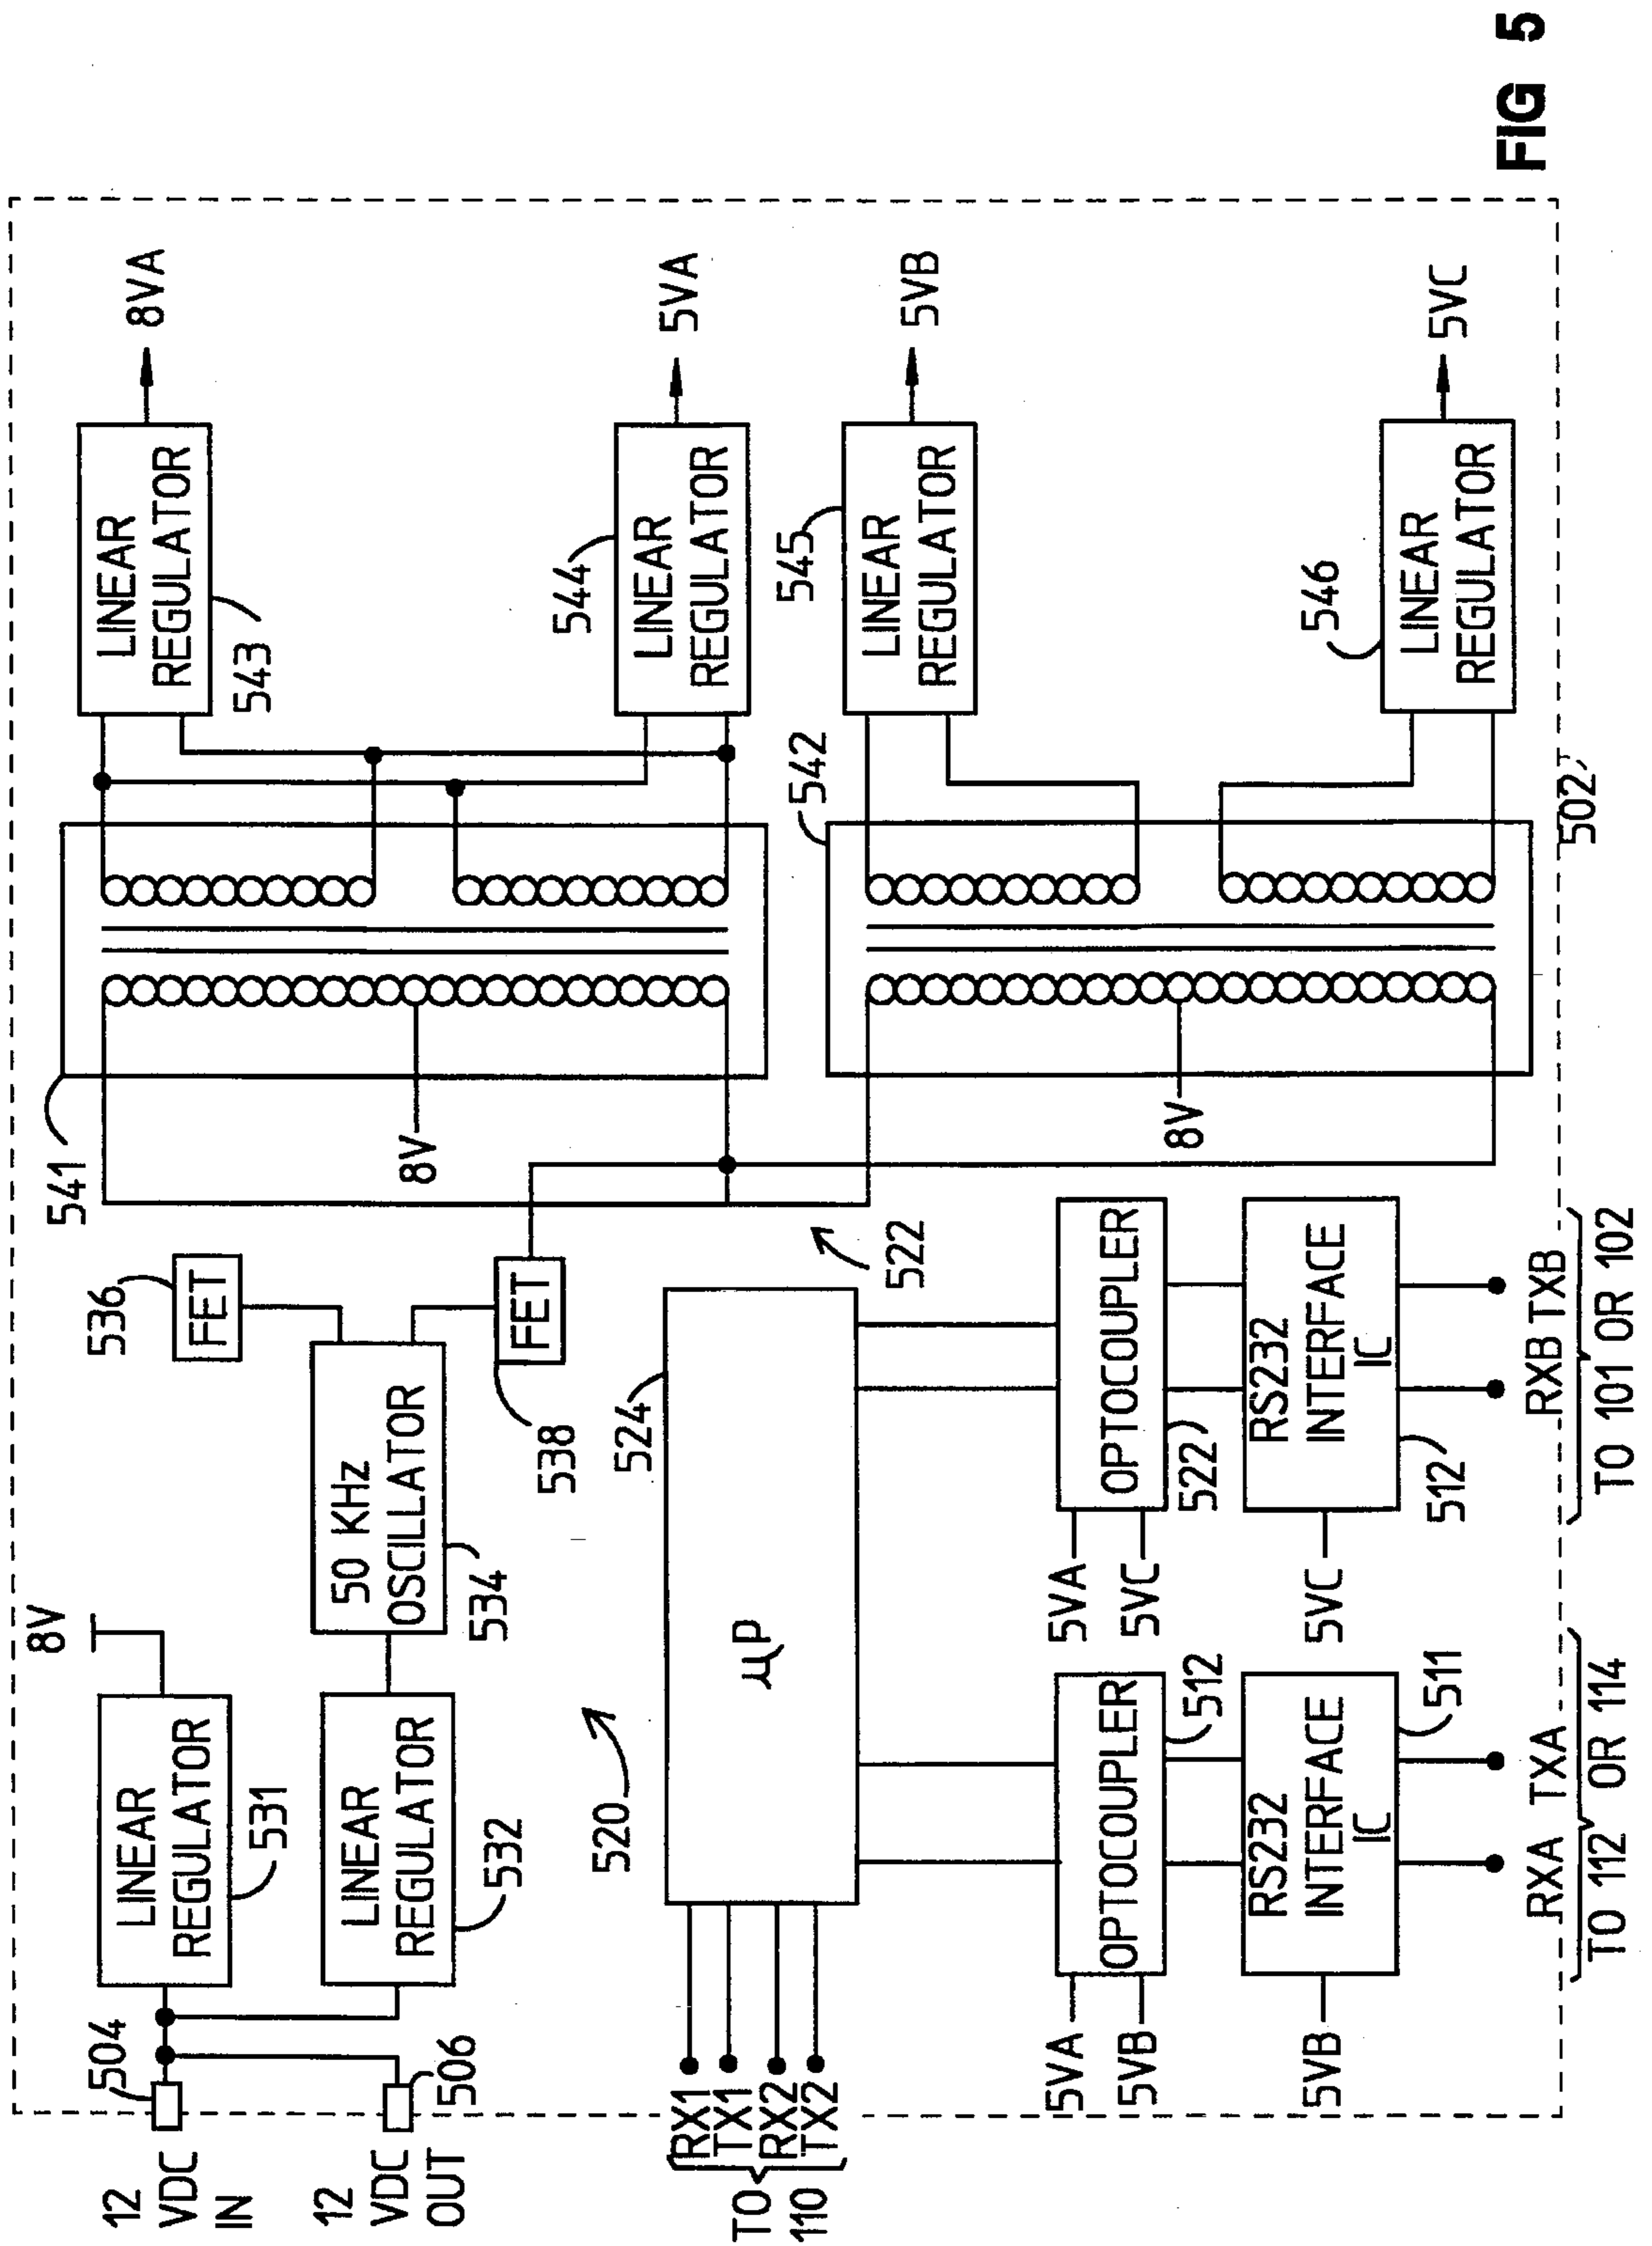 12
VDC
IN
504
LINEAR
REGULATOR
531
8V
12
VDC
OUT
506
LINEAR
REGULATOR
532
50 KHz
OSCILLATOR
534
FET
536
FET
538
541
8V
LINEAR
REGULATOR
543
8VA
LINEAR
REGULATOR
544
5VA
542
8V
LINEAR
REGULATOR
545
5VB
LINEAR
REGULATOR
546
5VC
520
522
TO
110
RX1
TX1
RX2
TX2
µP
524
5VA
5VB
OPTOCOUPLER
512
5VA
5VC
OPTOCOUPLER
522
5VB
RS232
INTERFACE
IC
511
5VC
RS232
INTERFACE
IC
512
RXA TXA
TO 112 OR 114
RXB TXB
TO 101 OR 102
502
FIG 5